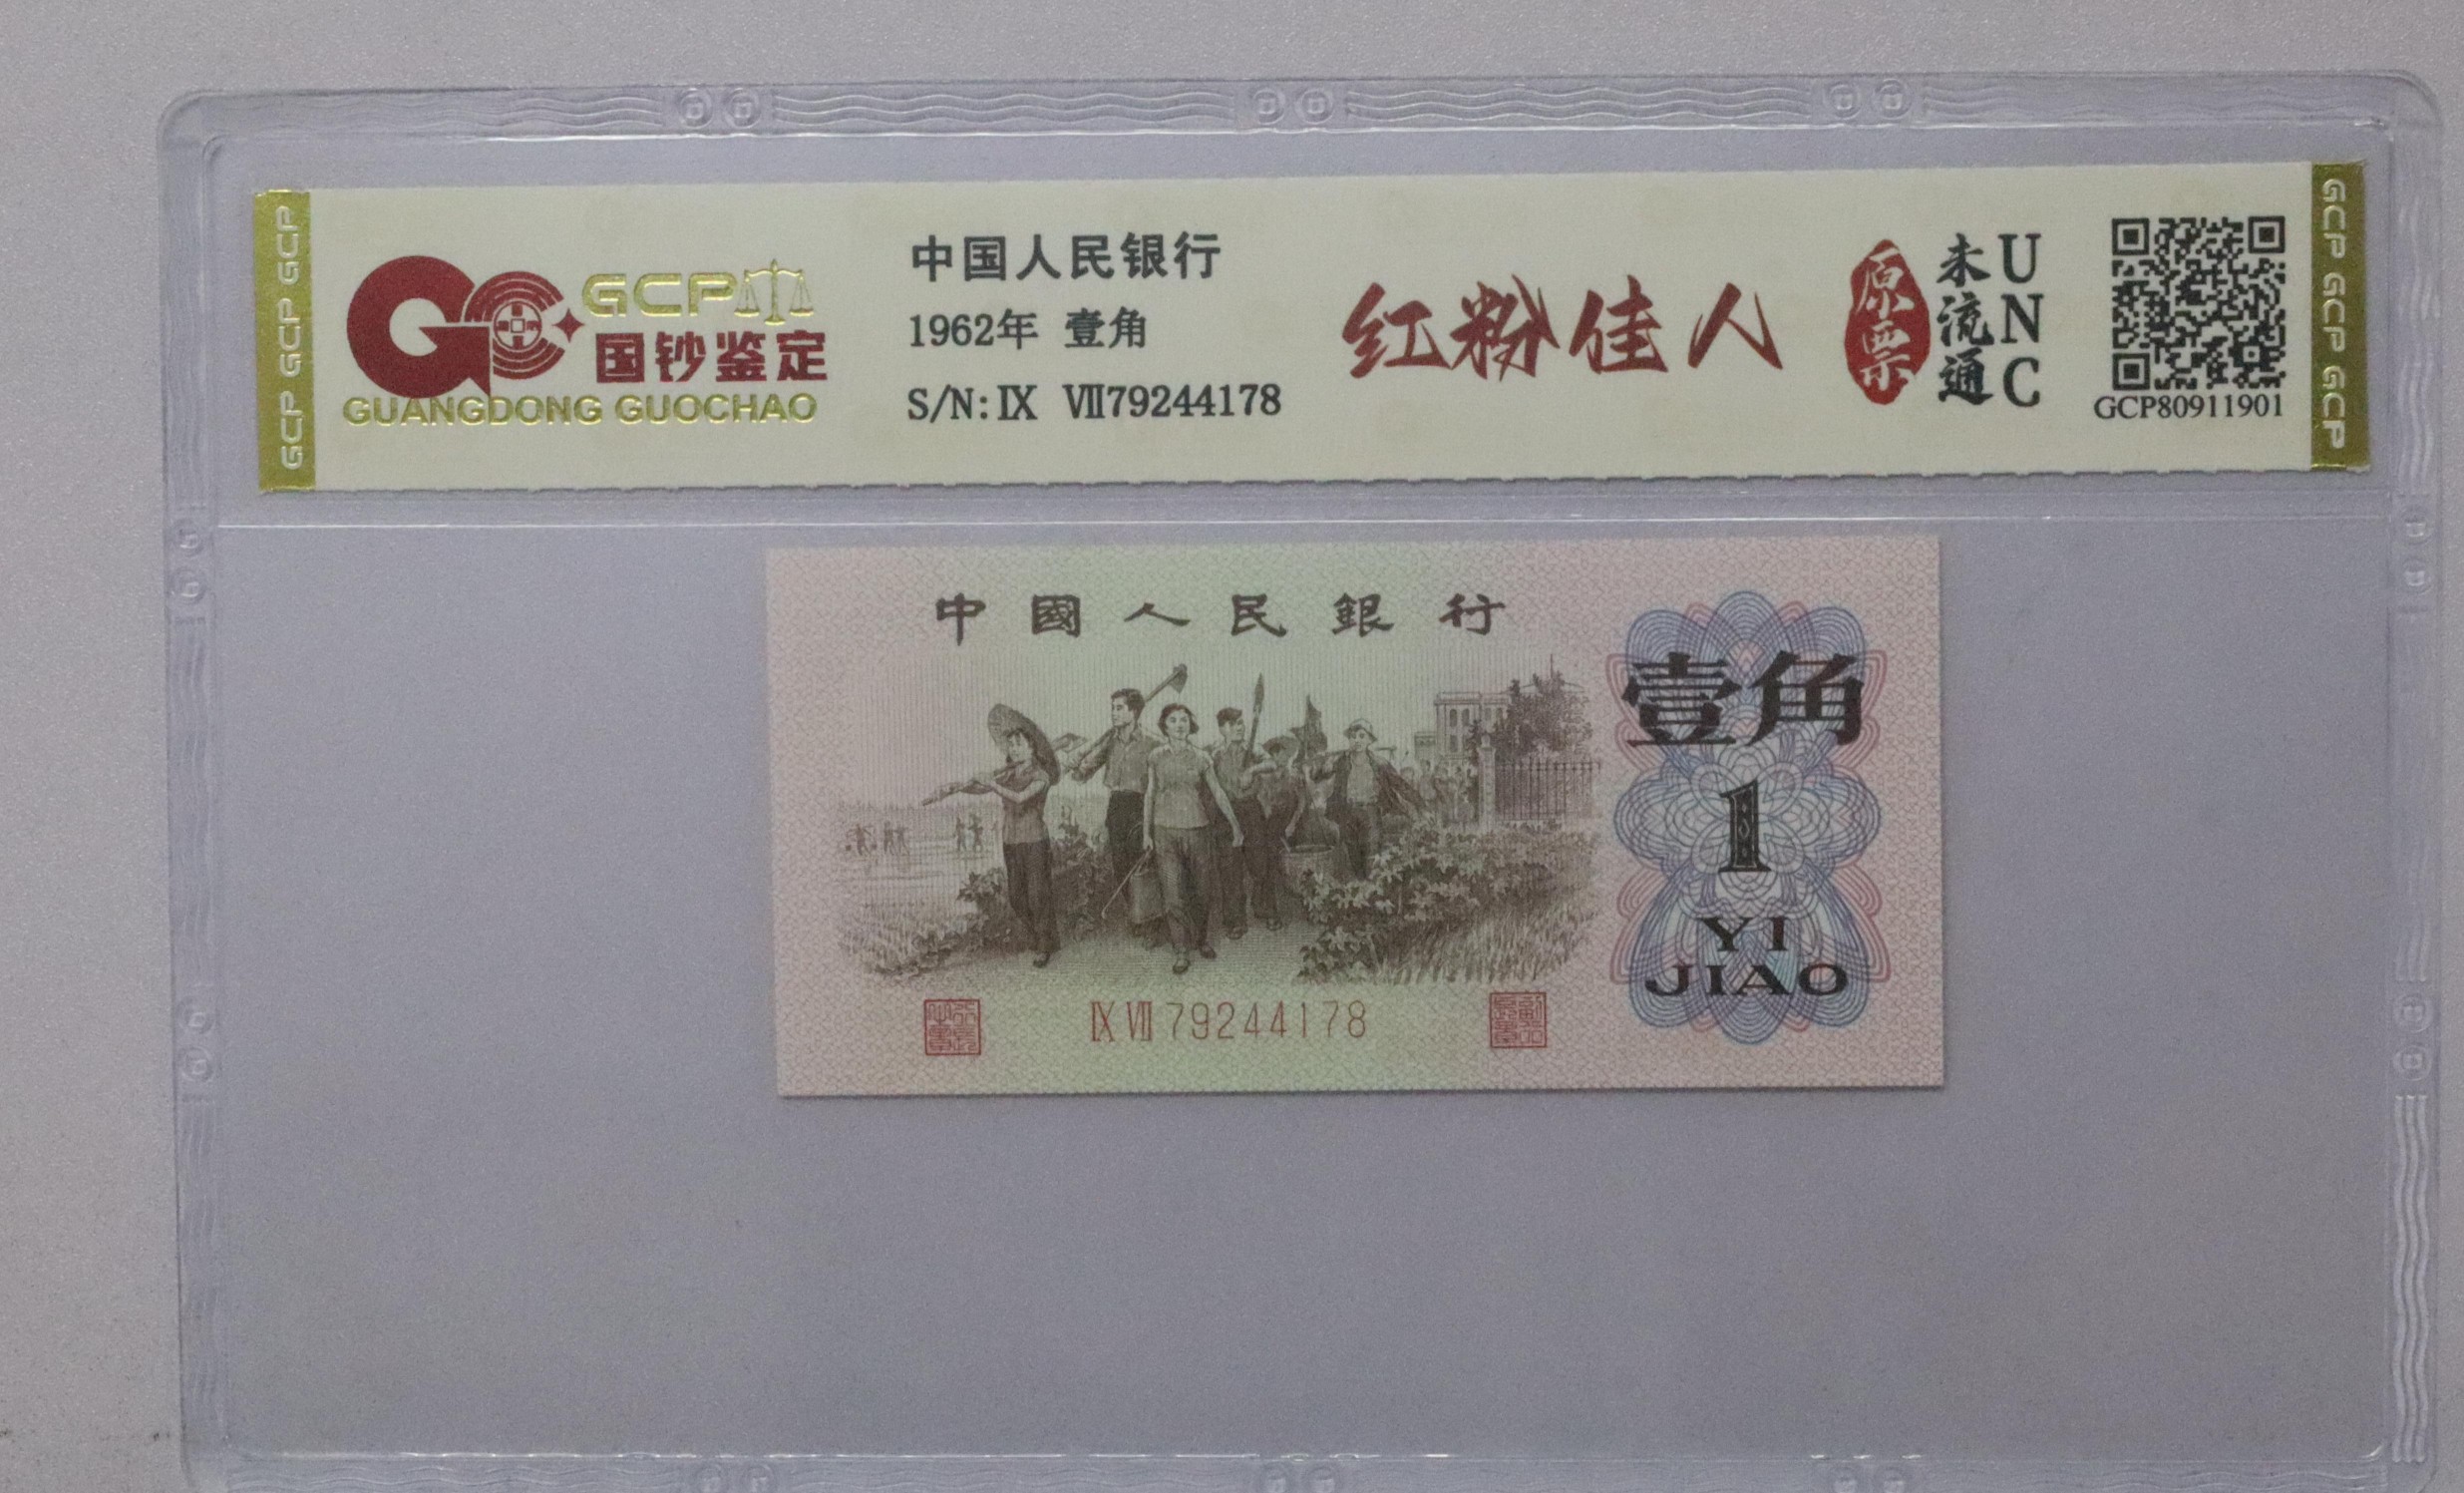 GCP GCP GCP
GCP
国钞鉴定
GUANGDONG GUOCHAO
中国人民银行
1962年 壹角
S/N: Ⅸ Ⅶ79244178
红粉佳人
原票
未流通
UNC
GCP80911901
GCP GCP GCP
中國人民銀行
壹角
1
YI
JIAO
Ⅸ Ⅶ 79244178